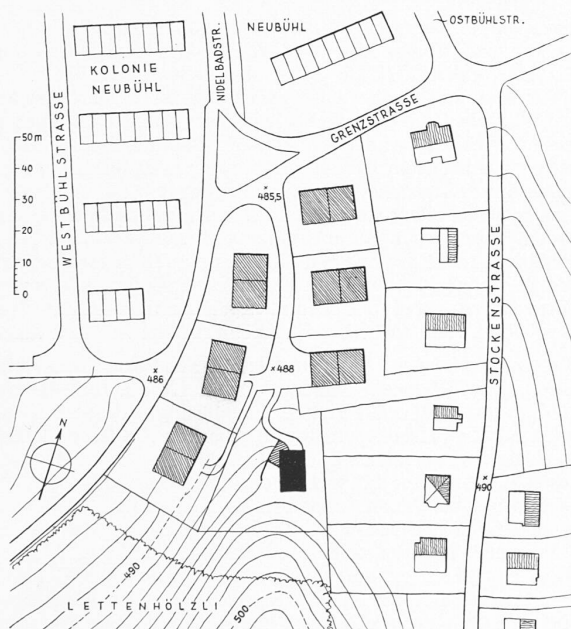 OSTBÜHLSTR.
NEUBÜHL
NIDELBADSTR.
KOLONIE
NEUBÜHL
GRENZSTRASSE
WESTBÜHLSTRASSE
50 m
40
30
20
10
0
485,5
STOCKENSTRASSE
488
486
N
490
490
LETTENHÖLZLI
500